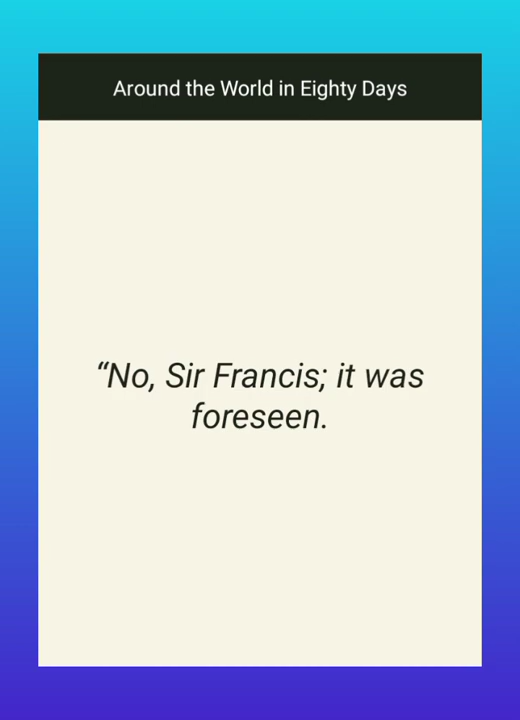 Around the World in Eighty Days
“No, Sir Francis; it was
foreseen.